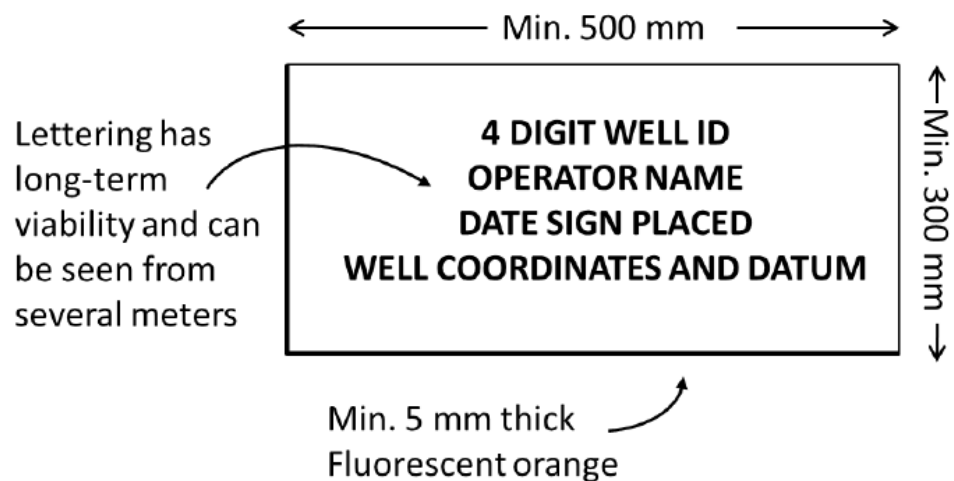 Min. 500 mm
Lettering has
long-term
viability and can
be seen from
several meters
4 DIGIT WELL ID
OPERATOR NAME
DATE SIGN PLACED
WELL COORDINATES AND DATUM
Min. 300 mm
Min. 5 mm thick
Fluorescent orange